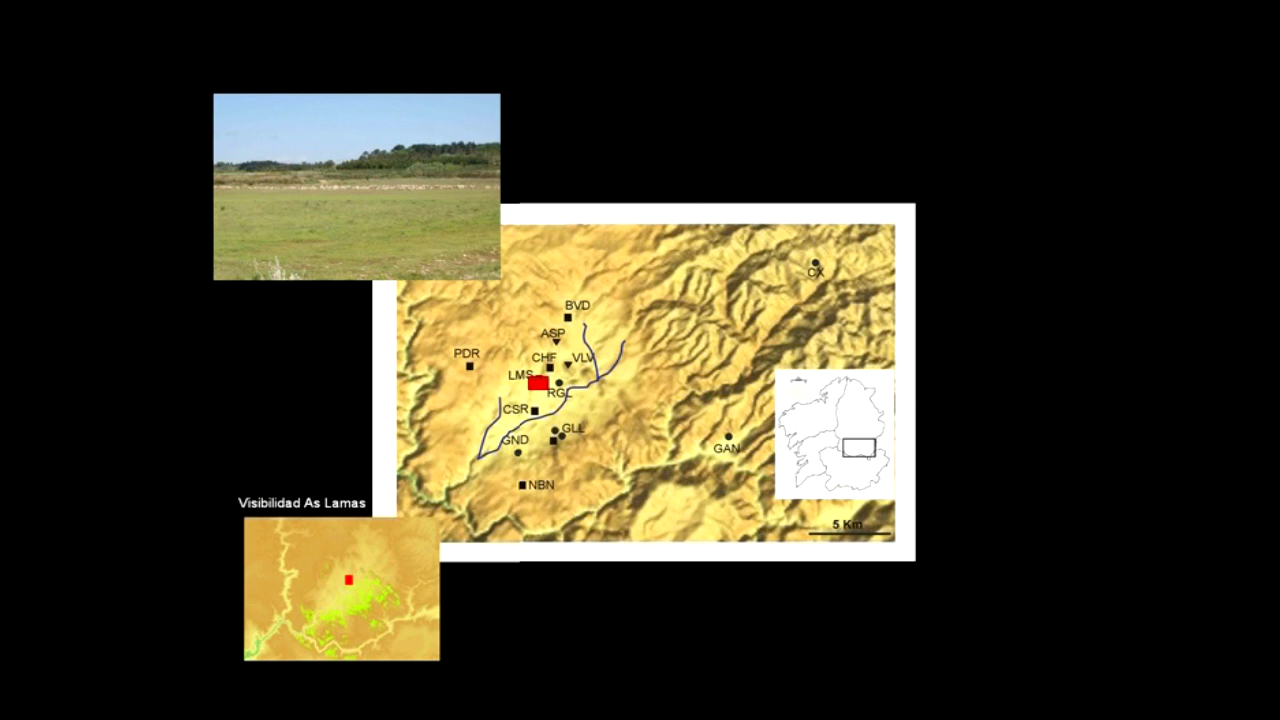 CX
BVD
ASP
PDR
CHF
VLV
LMS
RGL
CSR
GLL
GND
GAN
NBN
Visibilidad As Lamas
5 Km